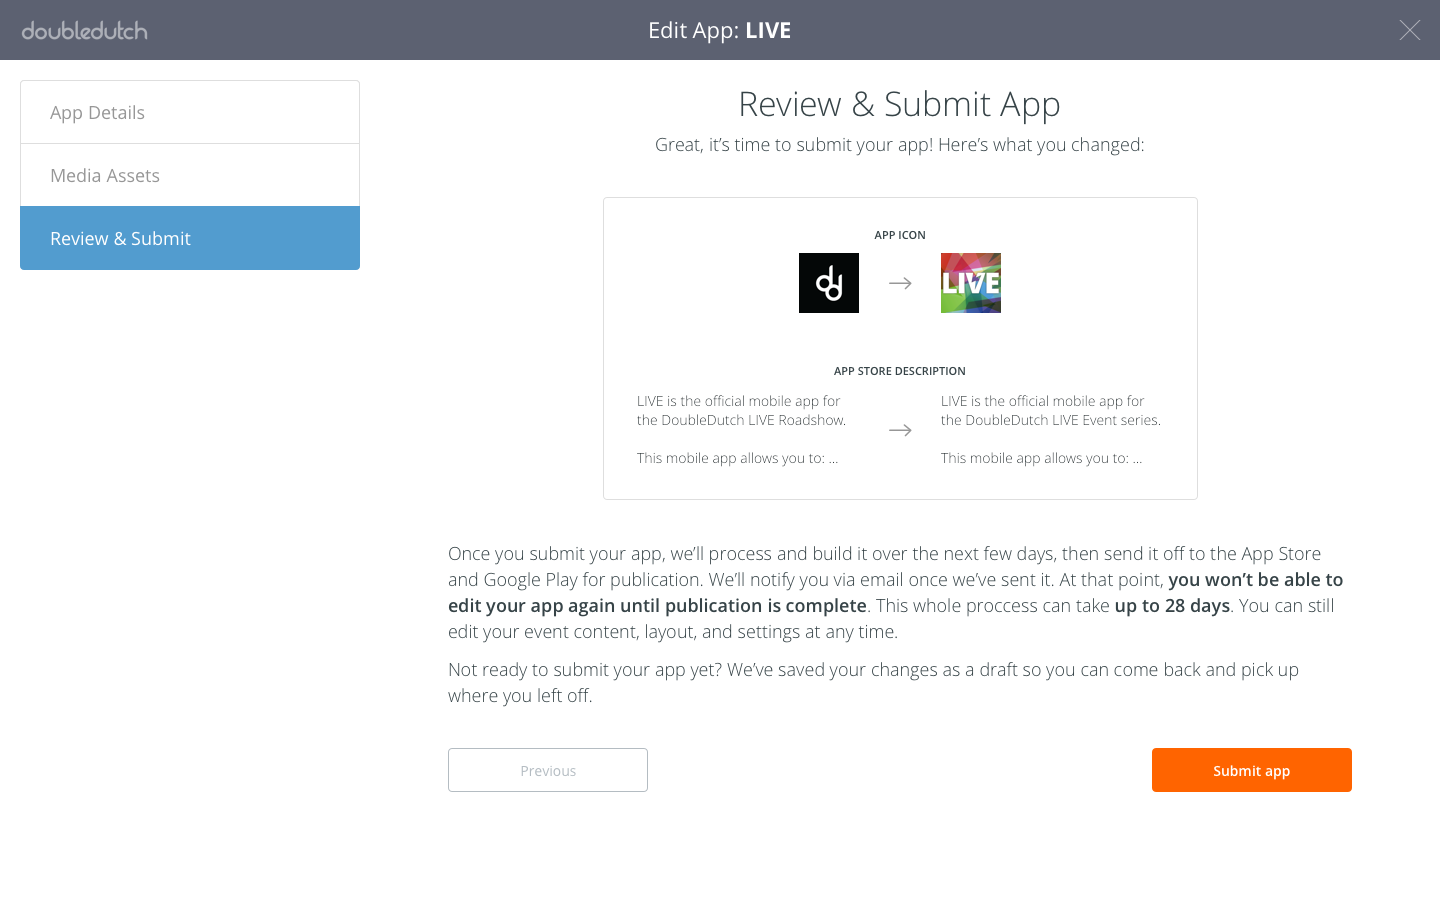 doubledutch
Edit App: LIVE
App Details
Media Assets
Review & Submit
Review & Submit App
Great, it’s time to submit your app! Here’s what you changed:
APP ICON
LIVE
APP STORE DESCRIPTION
LIVE is the official mobile app for
the DoubleDutch LIVE Roadshow.
This mobile app allows you to: ...
LIVE is the official mobile app for
the DoubleDutch LIVE Event series.
This mobile app allows you to: ...
Once you submit your app, we’ll process and build it over the next few days, then send it off to the App Store
and Google Play for publication. We’ll notify you via email once we’ve sent it. At that point, you won’t be able to
edit your app again until publication is complete. This whole proccess can take up to 28 days. You can still
edit your event content, layout, and settings at any time.
Not ready to submit your app yet? We’ve saved your changes as a draft so you can come back and pick up
where you left off.
Previous
Submit app